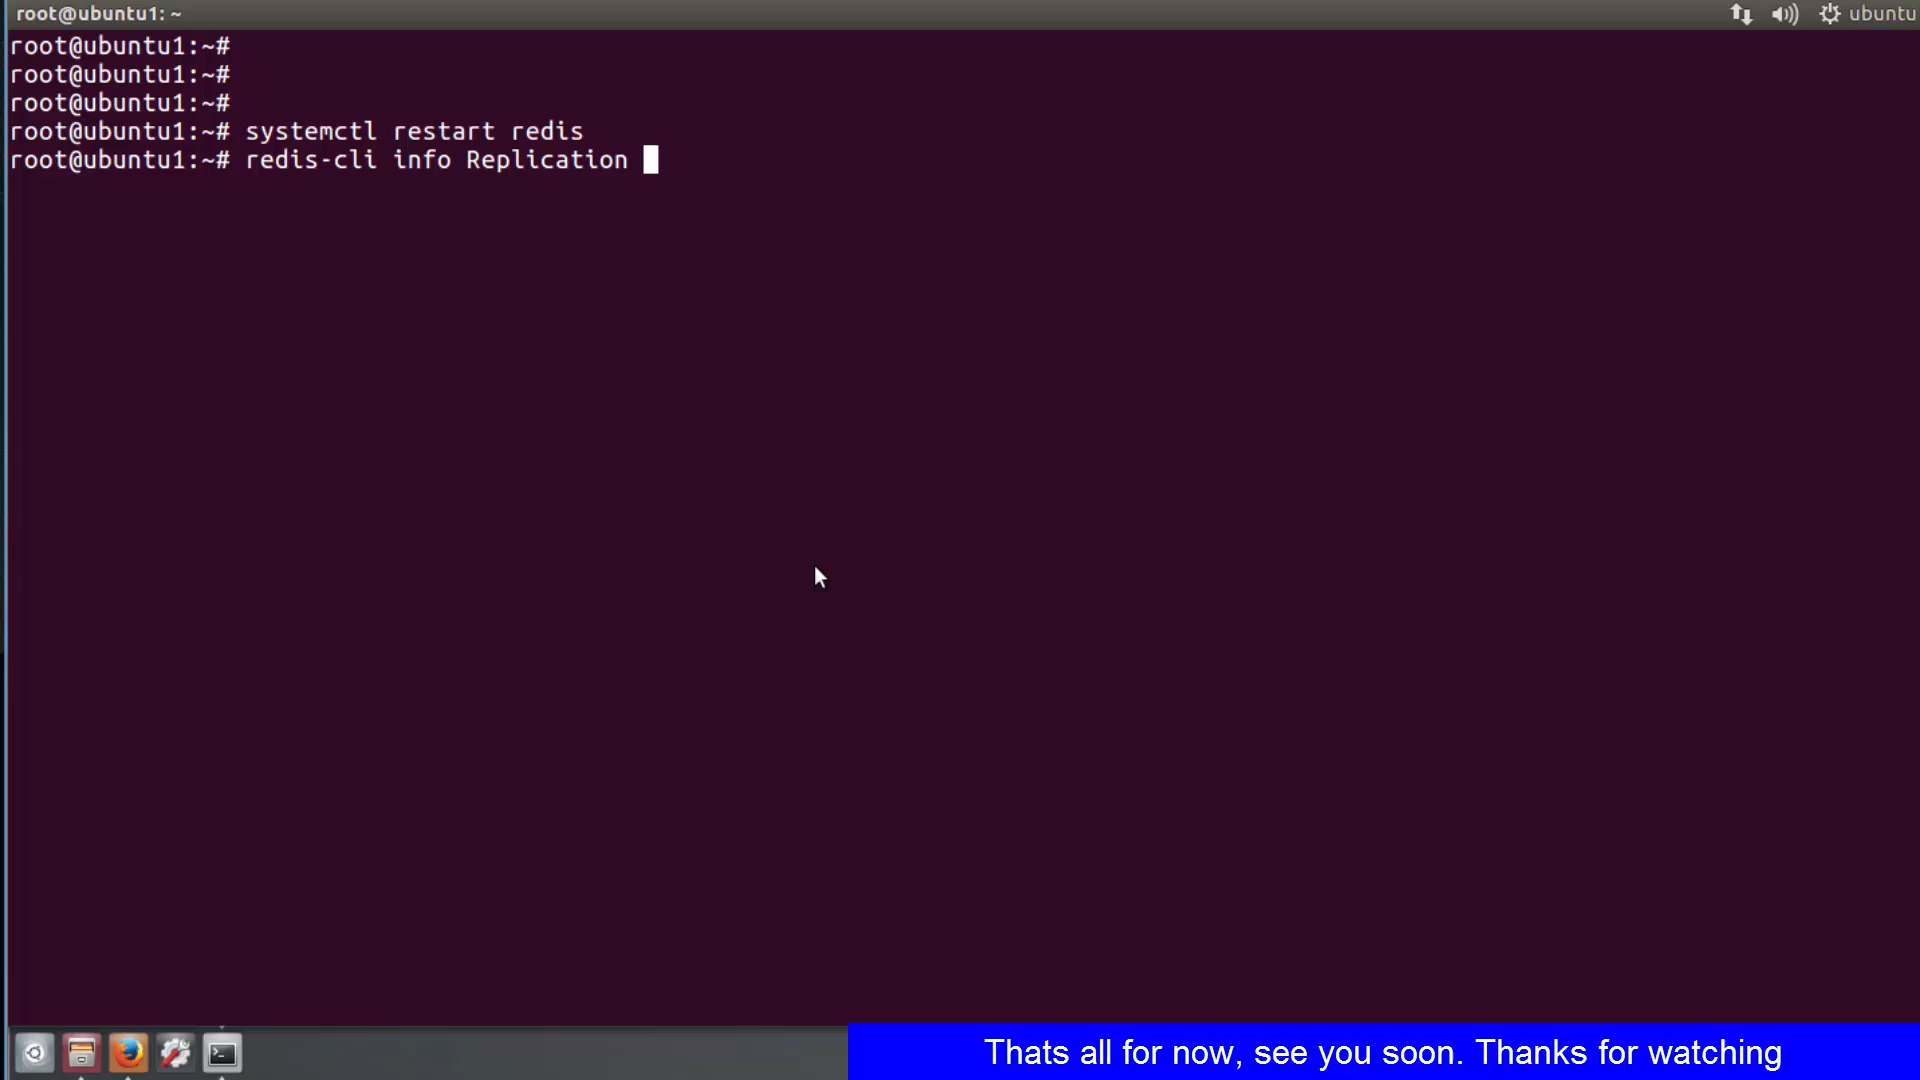 root@ubuntu1: ~
ubuntu
root@ubuntu1:~#
root@ubuntu1:~#
root@ubuntu1:~#
root@ubuntu1:~# systemctl restart redis
root@ubuntu1:~# redis-cli info Replication
Thats all for now, see you soon. Thanks for watching